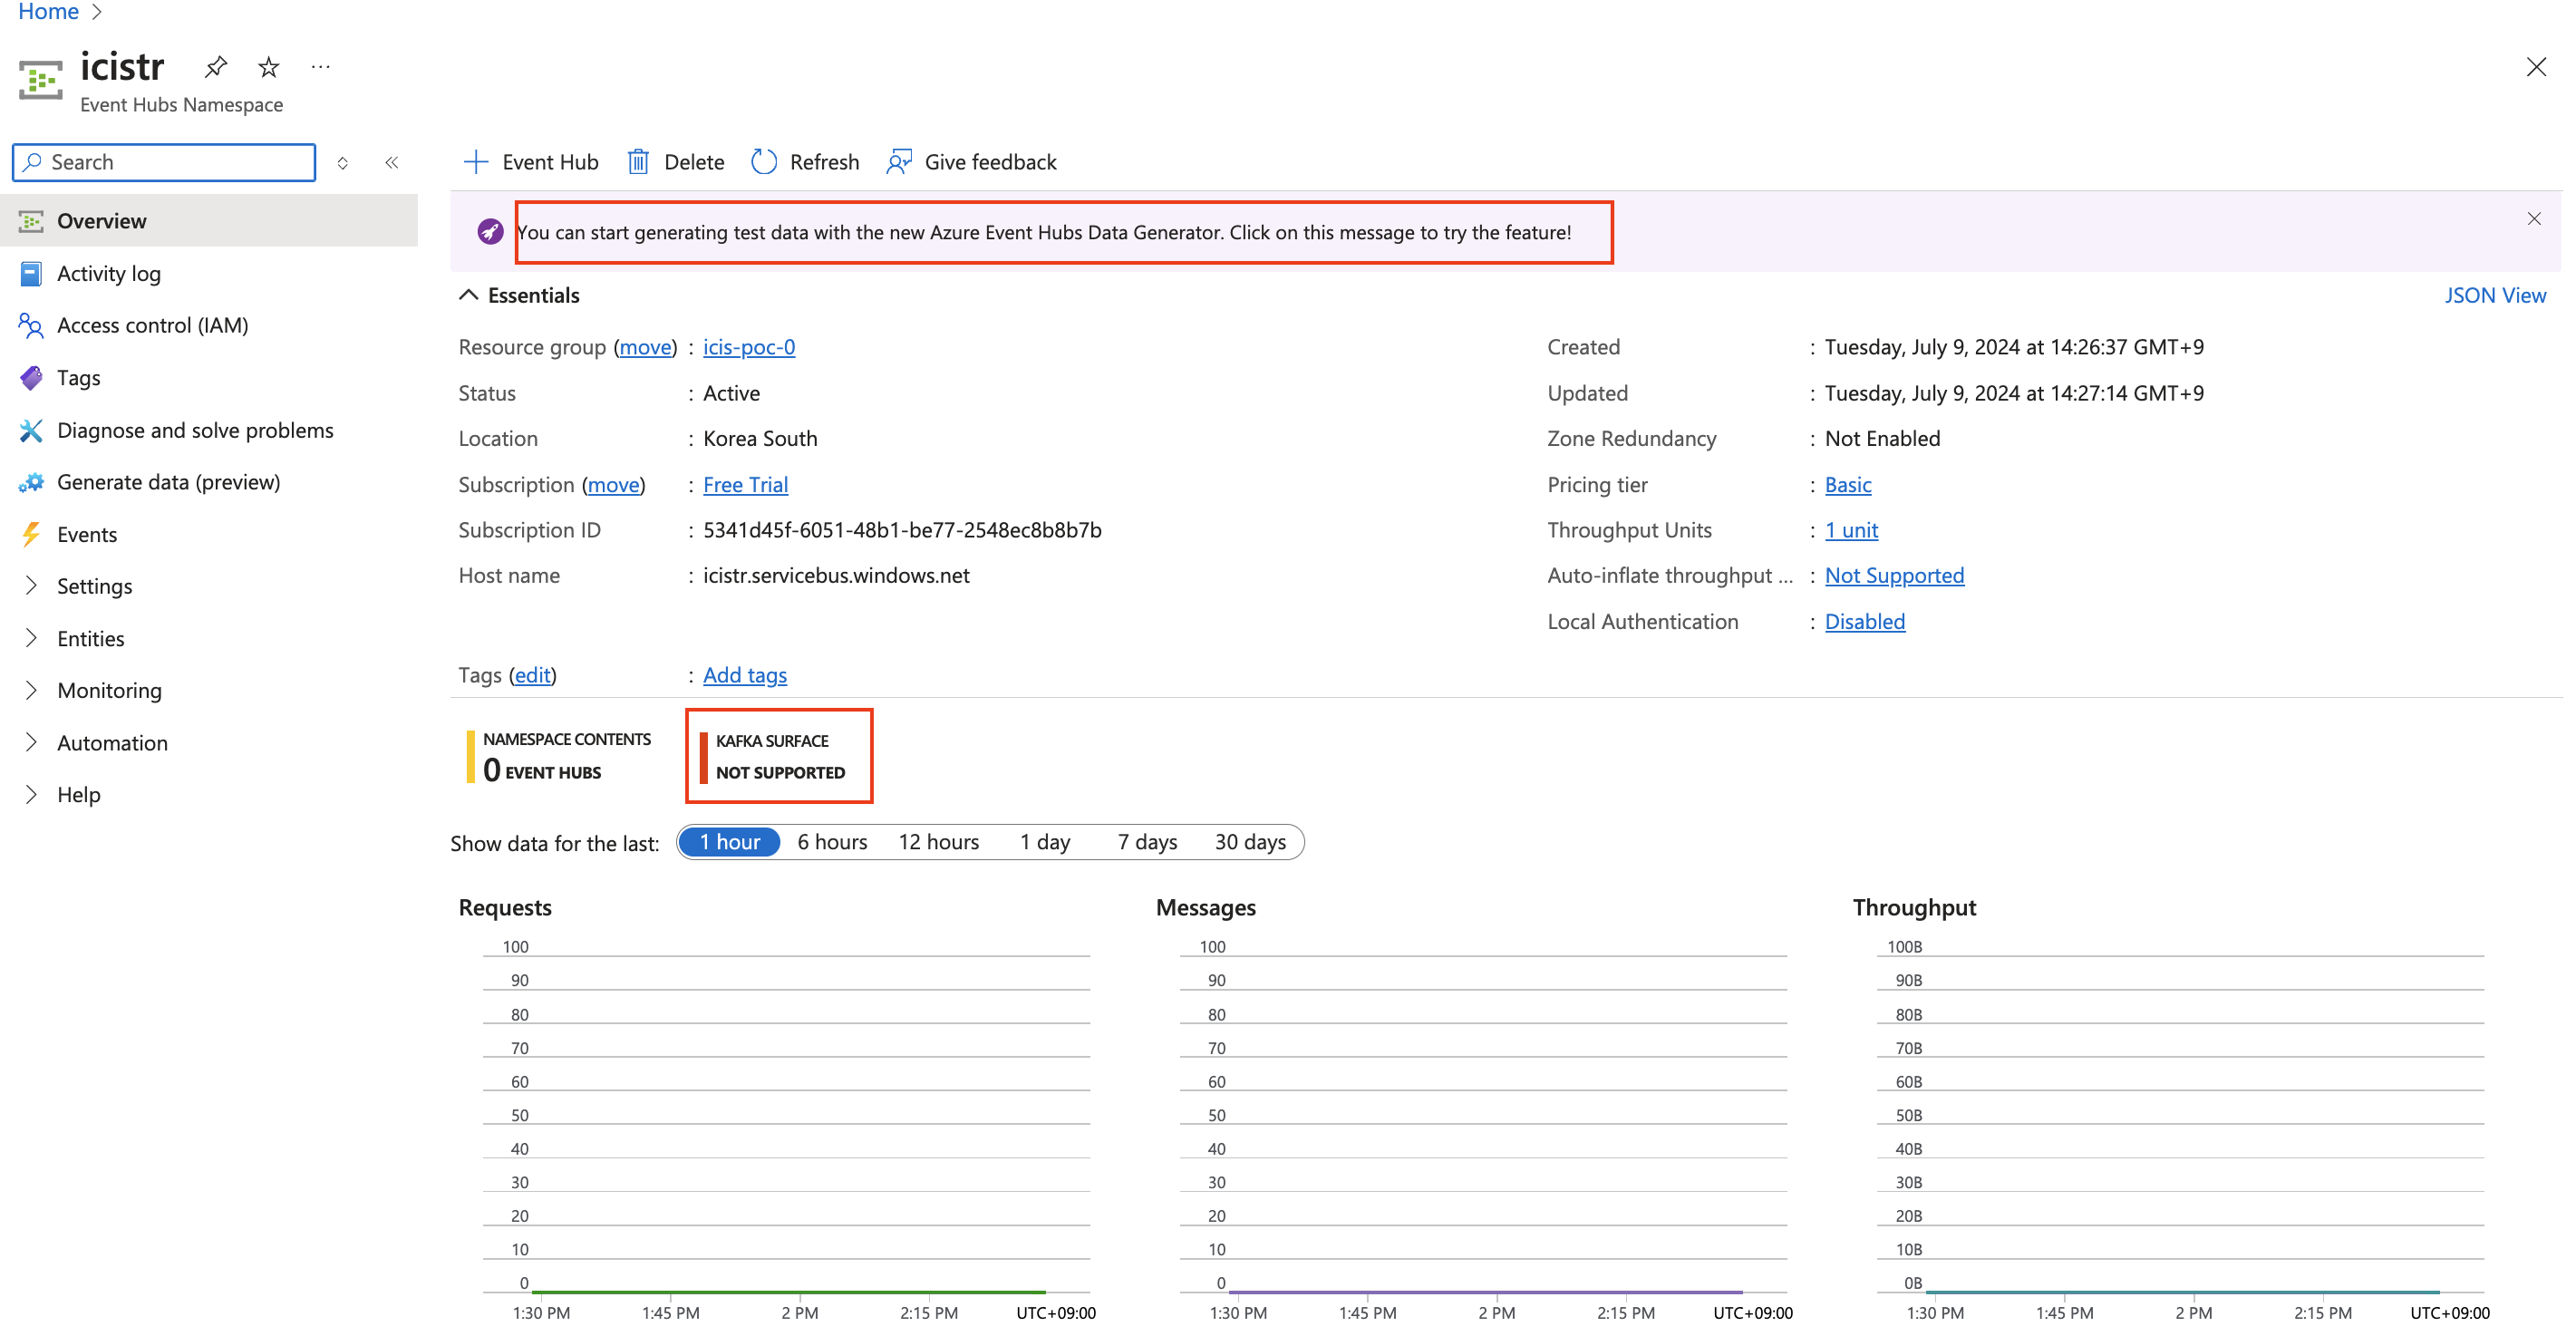 Home
icistr
Event Hubs Namespace
Search
Overview
Activity log
Access control (IAM)
Tags
Diagnose and solve problems
Generate data (preview)
Events
Settings
Entities
Monitoring
Automation
Help
Event Hub Delete Refresh Give feedback
You can start generating test data with the new Azure Event Hubs Data Generator. Click on this message to try the feature!
Essentials
JSON View
Resource group (move) : icis-poc-0
Status : Active
Location : Korea South
Subscription (move) : Free Trial
Subscription ID : 5341d45f-6051-48b1-be77-2548ec8b8b7b
Host name : icistr.servicebus.windows.net
Created : Tuesday, July 9, 2024 at 14:26:37 GMT+9
Updated : Tuesday, July 9, 2024 at 14:27:14 GMT+9
Zone Redundancy : Not Enabled
Pricing tier : Basic
Throughput Units : 1 unit
Auto-inflate throughput ... : Not Supported
Local Authentication : Disabled
Tags (edit) : Add tags
NAMESPACE CONTENTS
0 EVENT HUBS
KAFKA SURFACE
NOT SUPPORTED
Show data for the last: 1 hour 6 hours 12 hours 1 day 7 days 30 days
Requests
100
90
80
70
60
50
40
30
20
10
0
1:30 PM 1:45 PM 2 PM 2:15 PM UTC+09:00
Messages
100
90
80
70
60
50
40
30
20
10
0
1:30 PM 1:45 PM 2 PM 2:15 PM UTC+09:00
Throughput
100B
90B
80B
70B
60B
50B
40B
30B
20B
10B
0B
1:30 PM 1:45 PM 2 PM 2:15 PM UTC+09:00